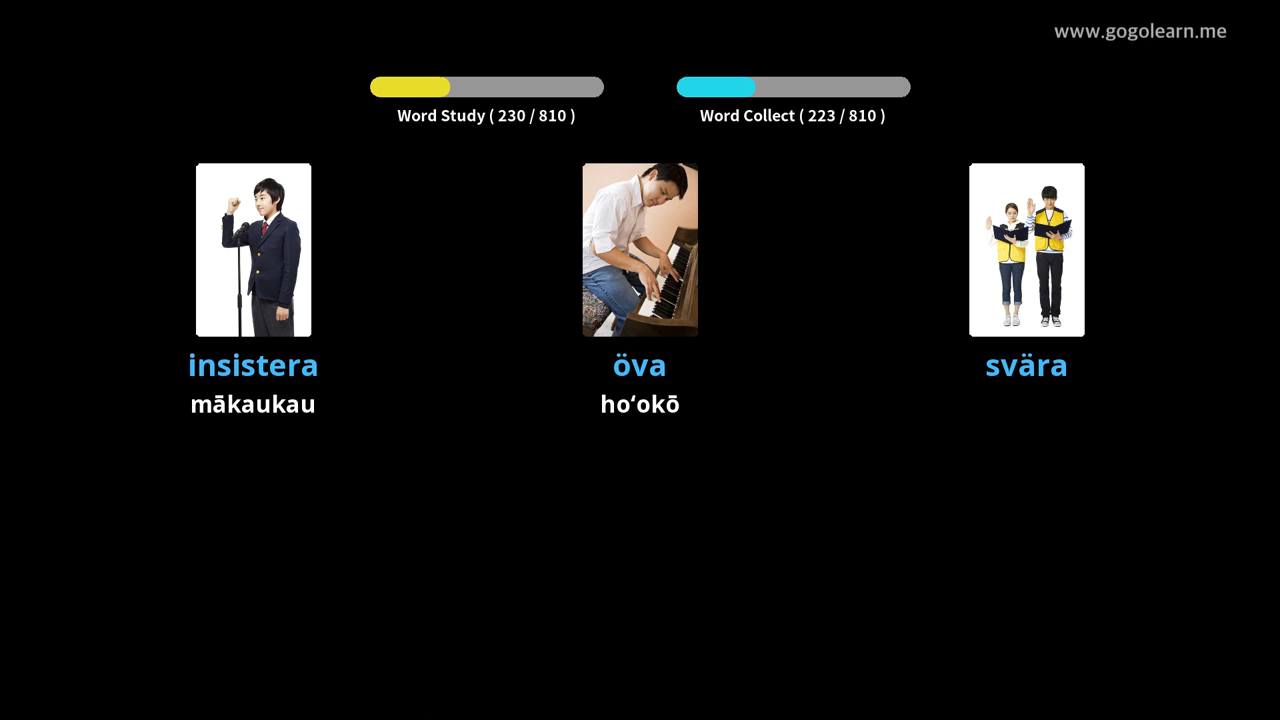 www.gogolearn.me
Word Study ( 230 / 810 )
Word Collect ( 223 / 810 )
insistera
öva
svära
mākaukau
hoʻokō